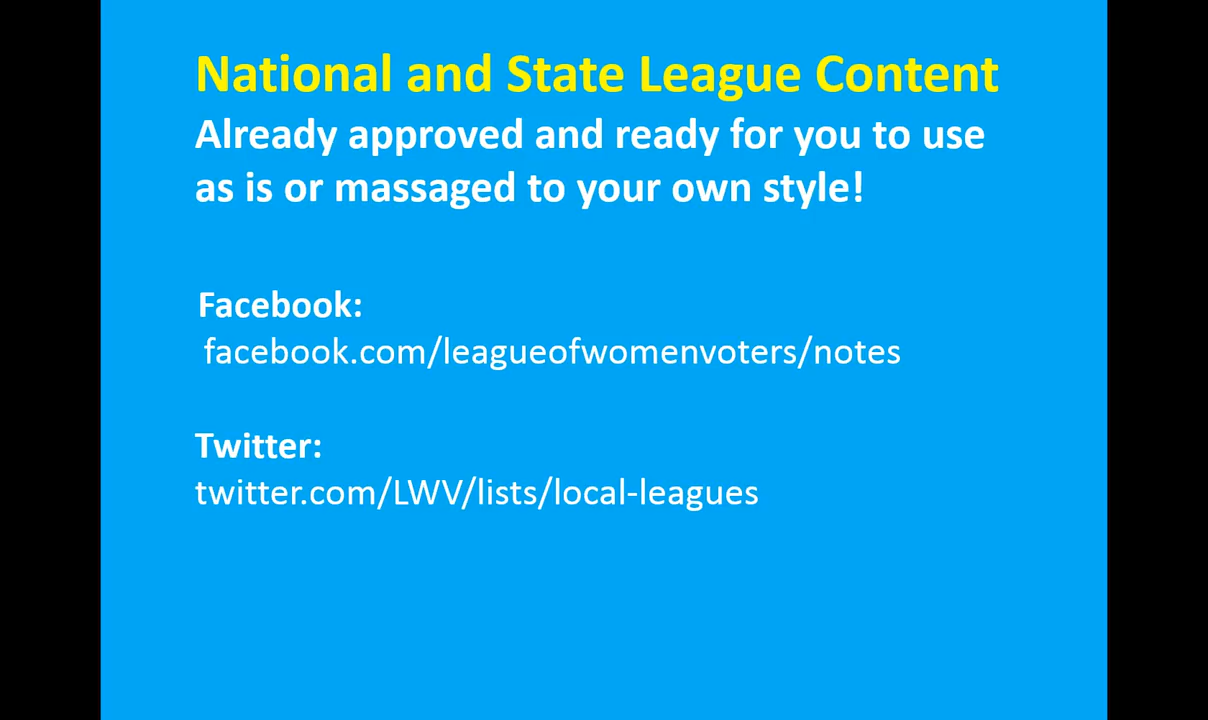 National and State League Content
Already approved and ready for you to use
as is or massaged to your own style!
Facebook:
facebook.com/leagueofwomenvoters/notes
Twitter:
twitter.com/LWV/lists/local-leagues